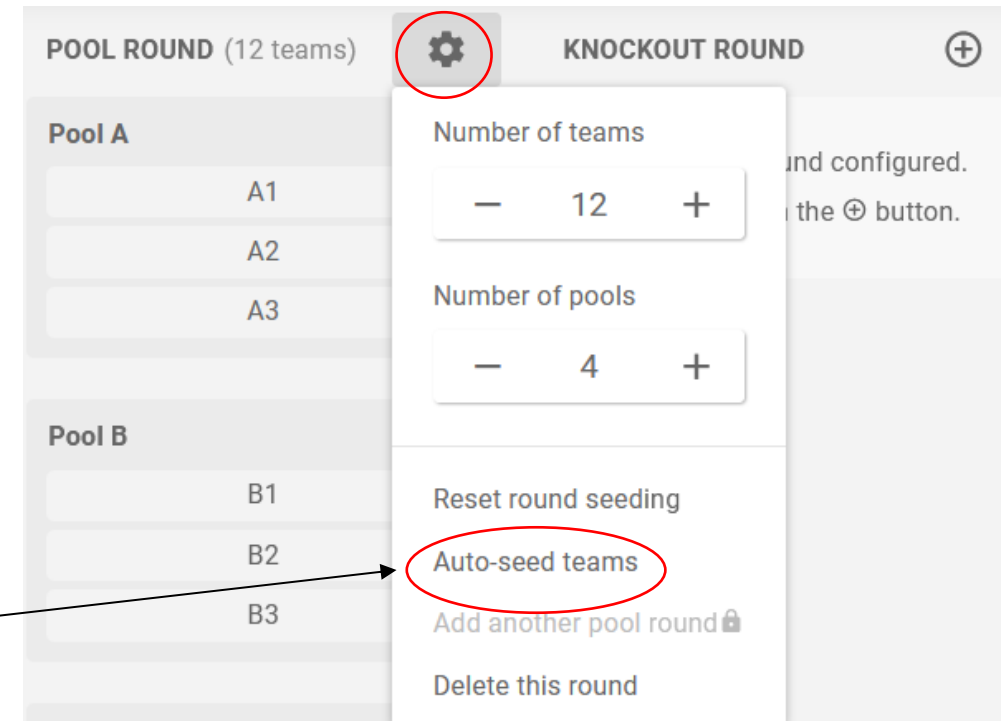 POOL ROUND (12 teams)
KNOCKOUT ROUND
Pool A
A1
A2
A3
Pool B
B1
B2
B3
Number of teams
− 12 +
Number of pools
− 4 +
Reset round seeding
Auto-seed teams
Add another pool round
Delete this round
configured.
the ⊕ button.